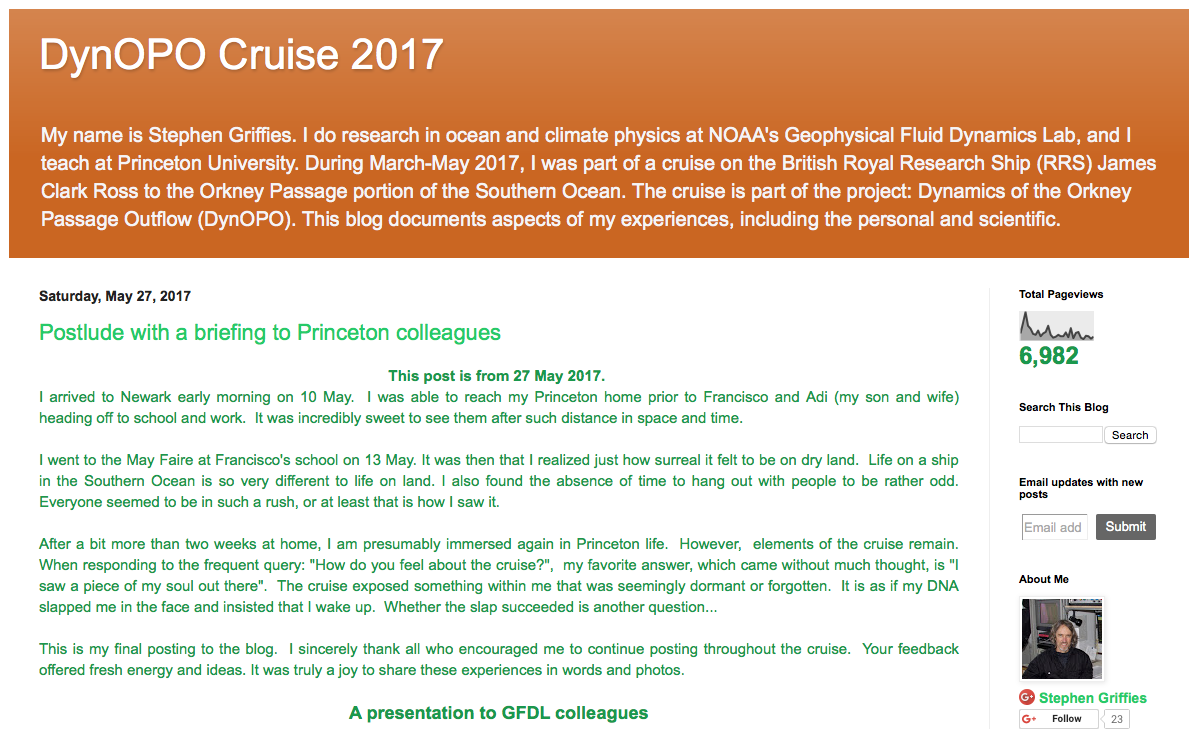 DynOPO Cruise 2017
My name is Stephen Griffies. I do research in ocean and climate physics at NOAA's Geophysical Fluid Dynamics Lab, and I
teach at Princeton University. During March-May 2017, I was part of a cruise on the British Royal Research Ship (RRS) James
Clark Ross to the Orkney Passage portion of the Southern Ocean. The cruise is part of the project: Dynamics of the Orkney
Passage Outflow (DynOPO). This blog documents aspects of my experiences, including the personal and scientific.
Saturday, May 27, 2017
Postlude with a briefing to Princeton colleagues
This post is from 27 May 2017.
I arrived to Newark early morning on 10 May. I was able to reach my Princeton home prior to Francisco and Adi (my son and wife)
heading off to school and work. It was incredibly sweet to see them after such distance in space and time.
I went to the May Faire at Francisco's school on 13 May. It was then that I realized just how surreal it felt to be on dry land. Life on a ship
in the Southern Ocean is so very different to life on land. I also found the absence of time to hang out with people to be rather odd.
Everyone seemed to be in such a rush, or at least that is how I saw it.
After a bit more than two weeks at home, I am presumably immersed again in Princeton life. However, elements of the cruise remain.
When responding to the frequent query: "How do you feel about the cruise?", my favorite answer, which came without much thought, is "I
saw a piece of my soul out there". The cruise exposed something within me that was seemingly dormant or forgotten. It is as if my DNA
slapped me in the face and insisted that I wake up. Whether the slap succeeded is another question...
This is my final posting to the blog. I sincerely thank all who encouraged me to continue posting throughout the cruise. Your feedback
offered fresh energy and ideas. It was truly a joy to share these experiences in words and photos.
A presentation to GFDL colleagues
Total Pageviews
6,982
Search This Blog
Search
Email updates with new
posts
Email add
Submit
About Me
G+ Stephen Griffies
G+ Follow 23